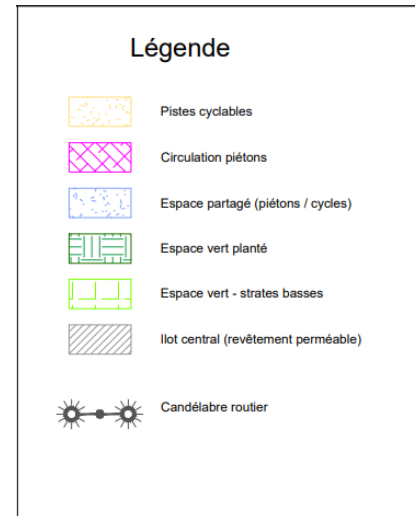 Légende
Pistes cyclables
Circulation piétons
Espace partagé (piétons / cycles)
Espace vert planté
Espace vert - strates basses
Ilot central (revêtement perméable)
Candélabre routier